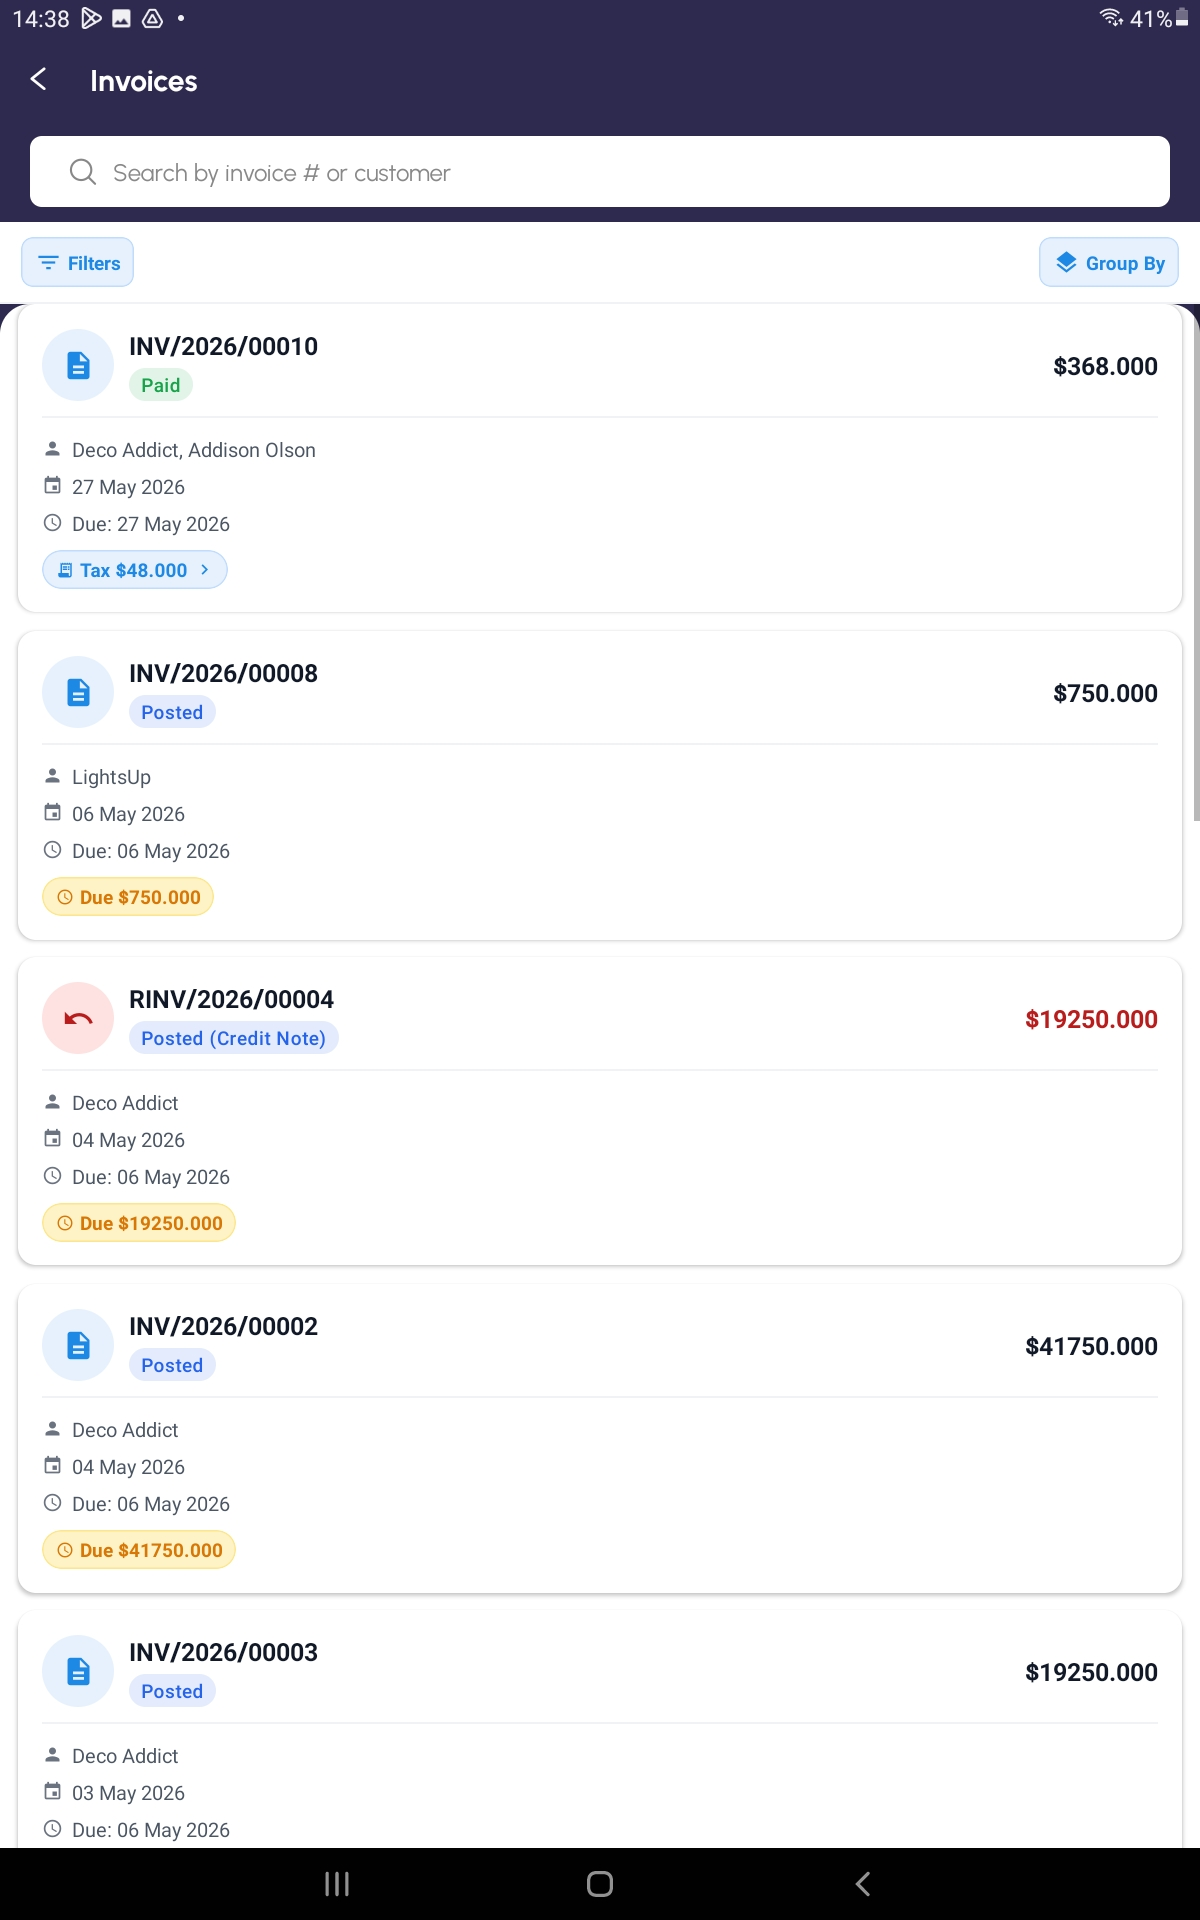 14:38
41%
Invoices
Search by invoice # or customer
Filters
Group By
INV/2026/00010
Paid
$368.000
Deco Addict, Addison Olson
27 May 2026
Due: 27 May 2026
Tax $48.000
INV/2026/00008
Posted
$750.000
LightsUp
06 May 2026
Due: 06 May 2026
Due $750.000
RINV/2026/00004
Posted (Credit Note)
$19250.000
Deco Addict
04 May 2026
Due: 06 May 2026
Due $19250.000
INV/2026/00002
Posted
$41750.000
Deco Addict
04 May 2026
Due: 06 May 2026
Due $41750.000
INV/2026/00003
Posted
$19250.000
Deco Addict
03 May 2026
Due: 06 May 2026